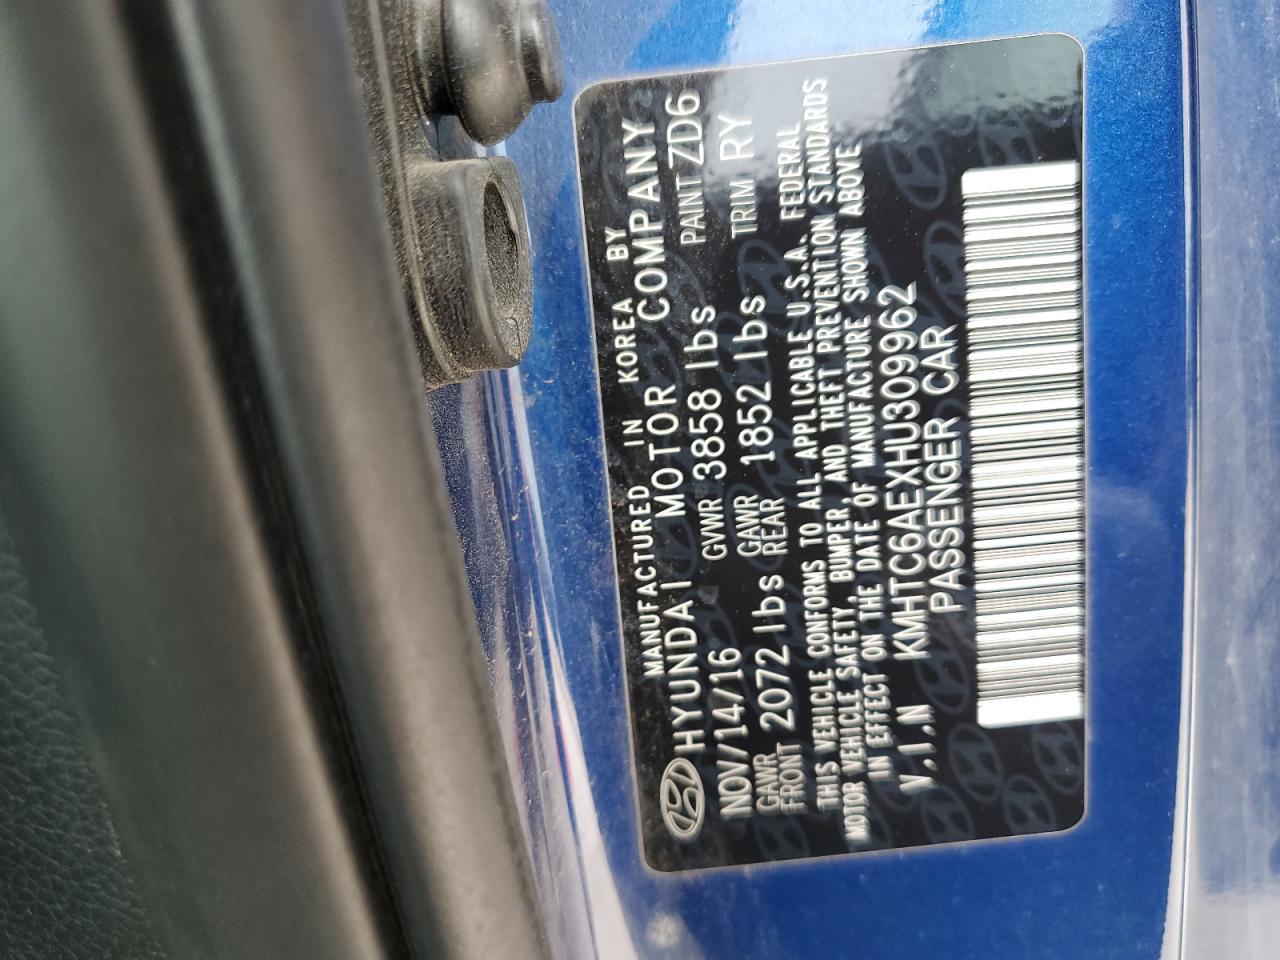 MANUFACTURED IN KOREA BY
HYUNDAI MOTOR COMPANY
NOV/14/16 GVWR 3858 lbs PAINT ZD6
GAWR FRONT 2072 lbs GAWR REAR 1852 lbs TRIM RY
THIS VEHICLE CONFORMS TO ALL APPLICABLE U.S.A. FEDERAL
MOTOR VEHICLE SAFETY, BUMPER, AND THEFT PREVENTION STANDARDS
IN EFFECT ON THE DATE OF MANUFACTURE SHOWN ABOVE
V.I.N KMHTC6AEXHU309962
PASSENGER CAR